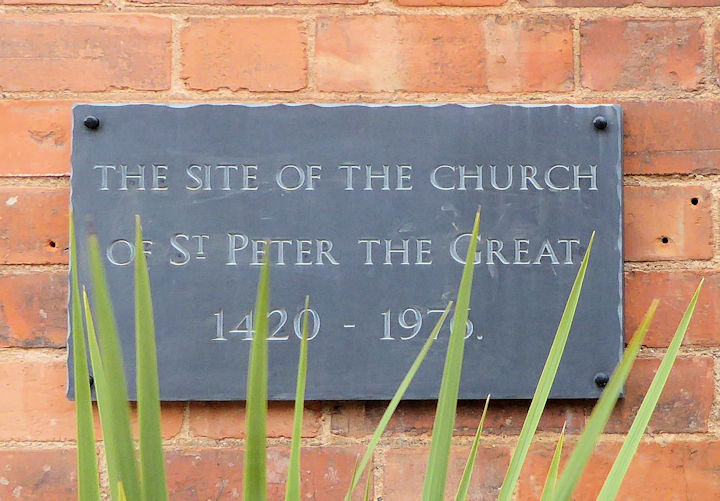 THE SITE OF THE CHURCH
OF ST PETER THE GREAT
1420 - 1976.